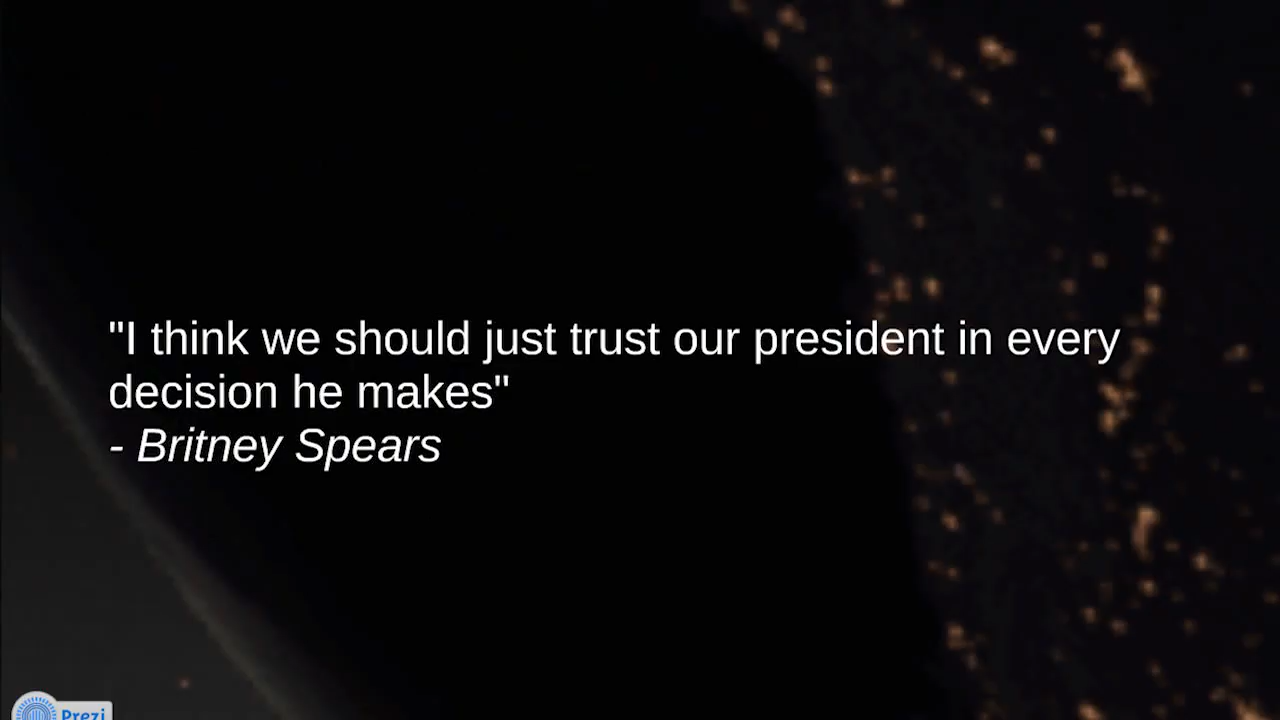 "I think we should just trust our president in every
decision he makes"
- Britney Spears
Prezi